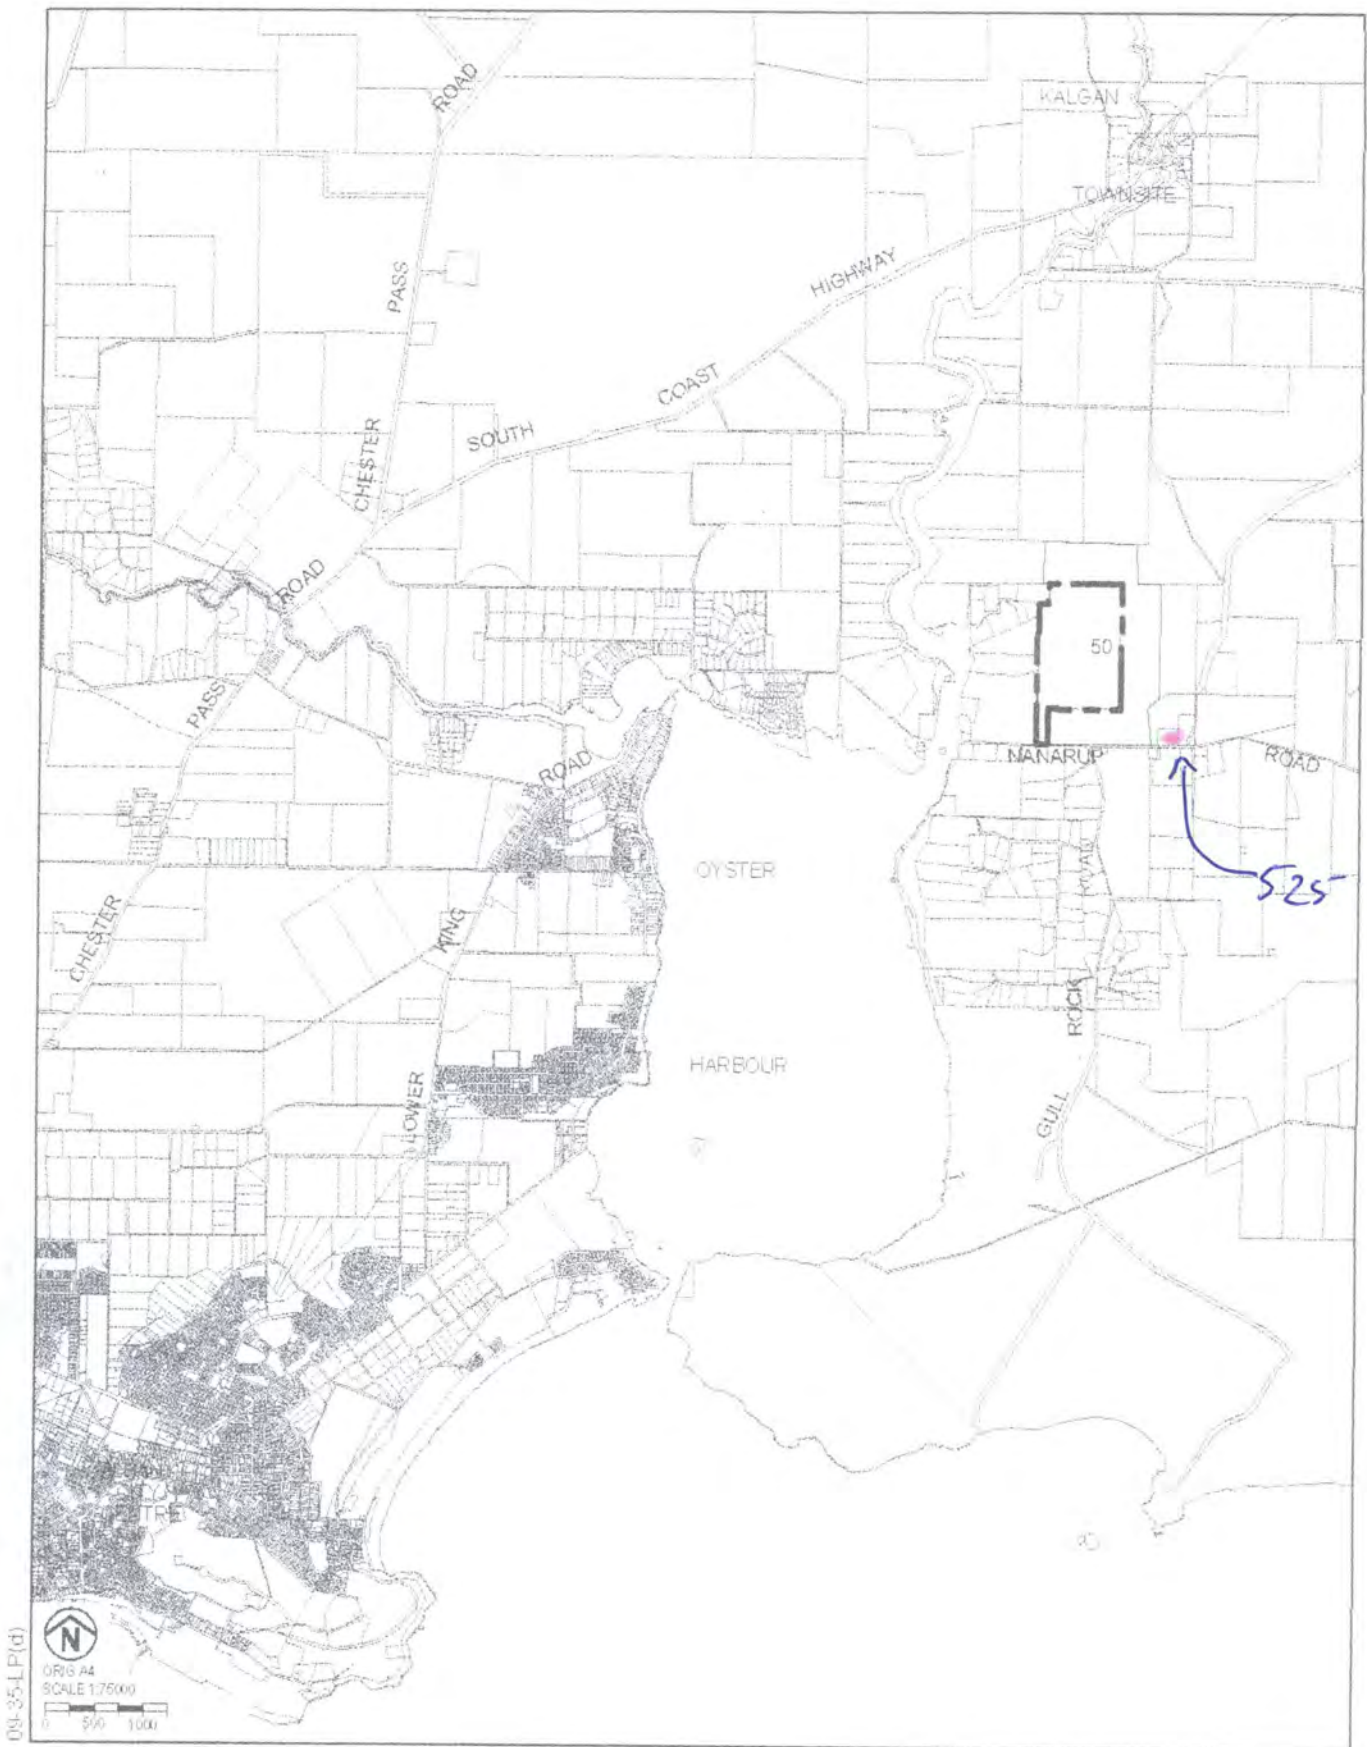 ROAD
KALGAN
TOWNSITE
HIGHWAY
PASS
COAST
SOUTH
CHESTER
ROAD
50
PASS
NANARUP
ROAD
ROAD
OYSTER
ROAD
525
CHESTER
KING
ROCK
HARBOUR
LOWER
GULL
N
ORIG A4
SCALE 1:75000
0 500 1000
09-35-LP(d)